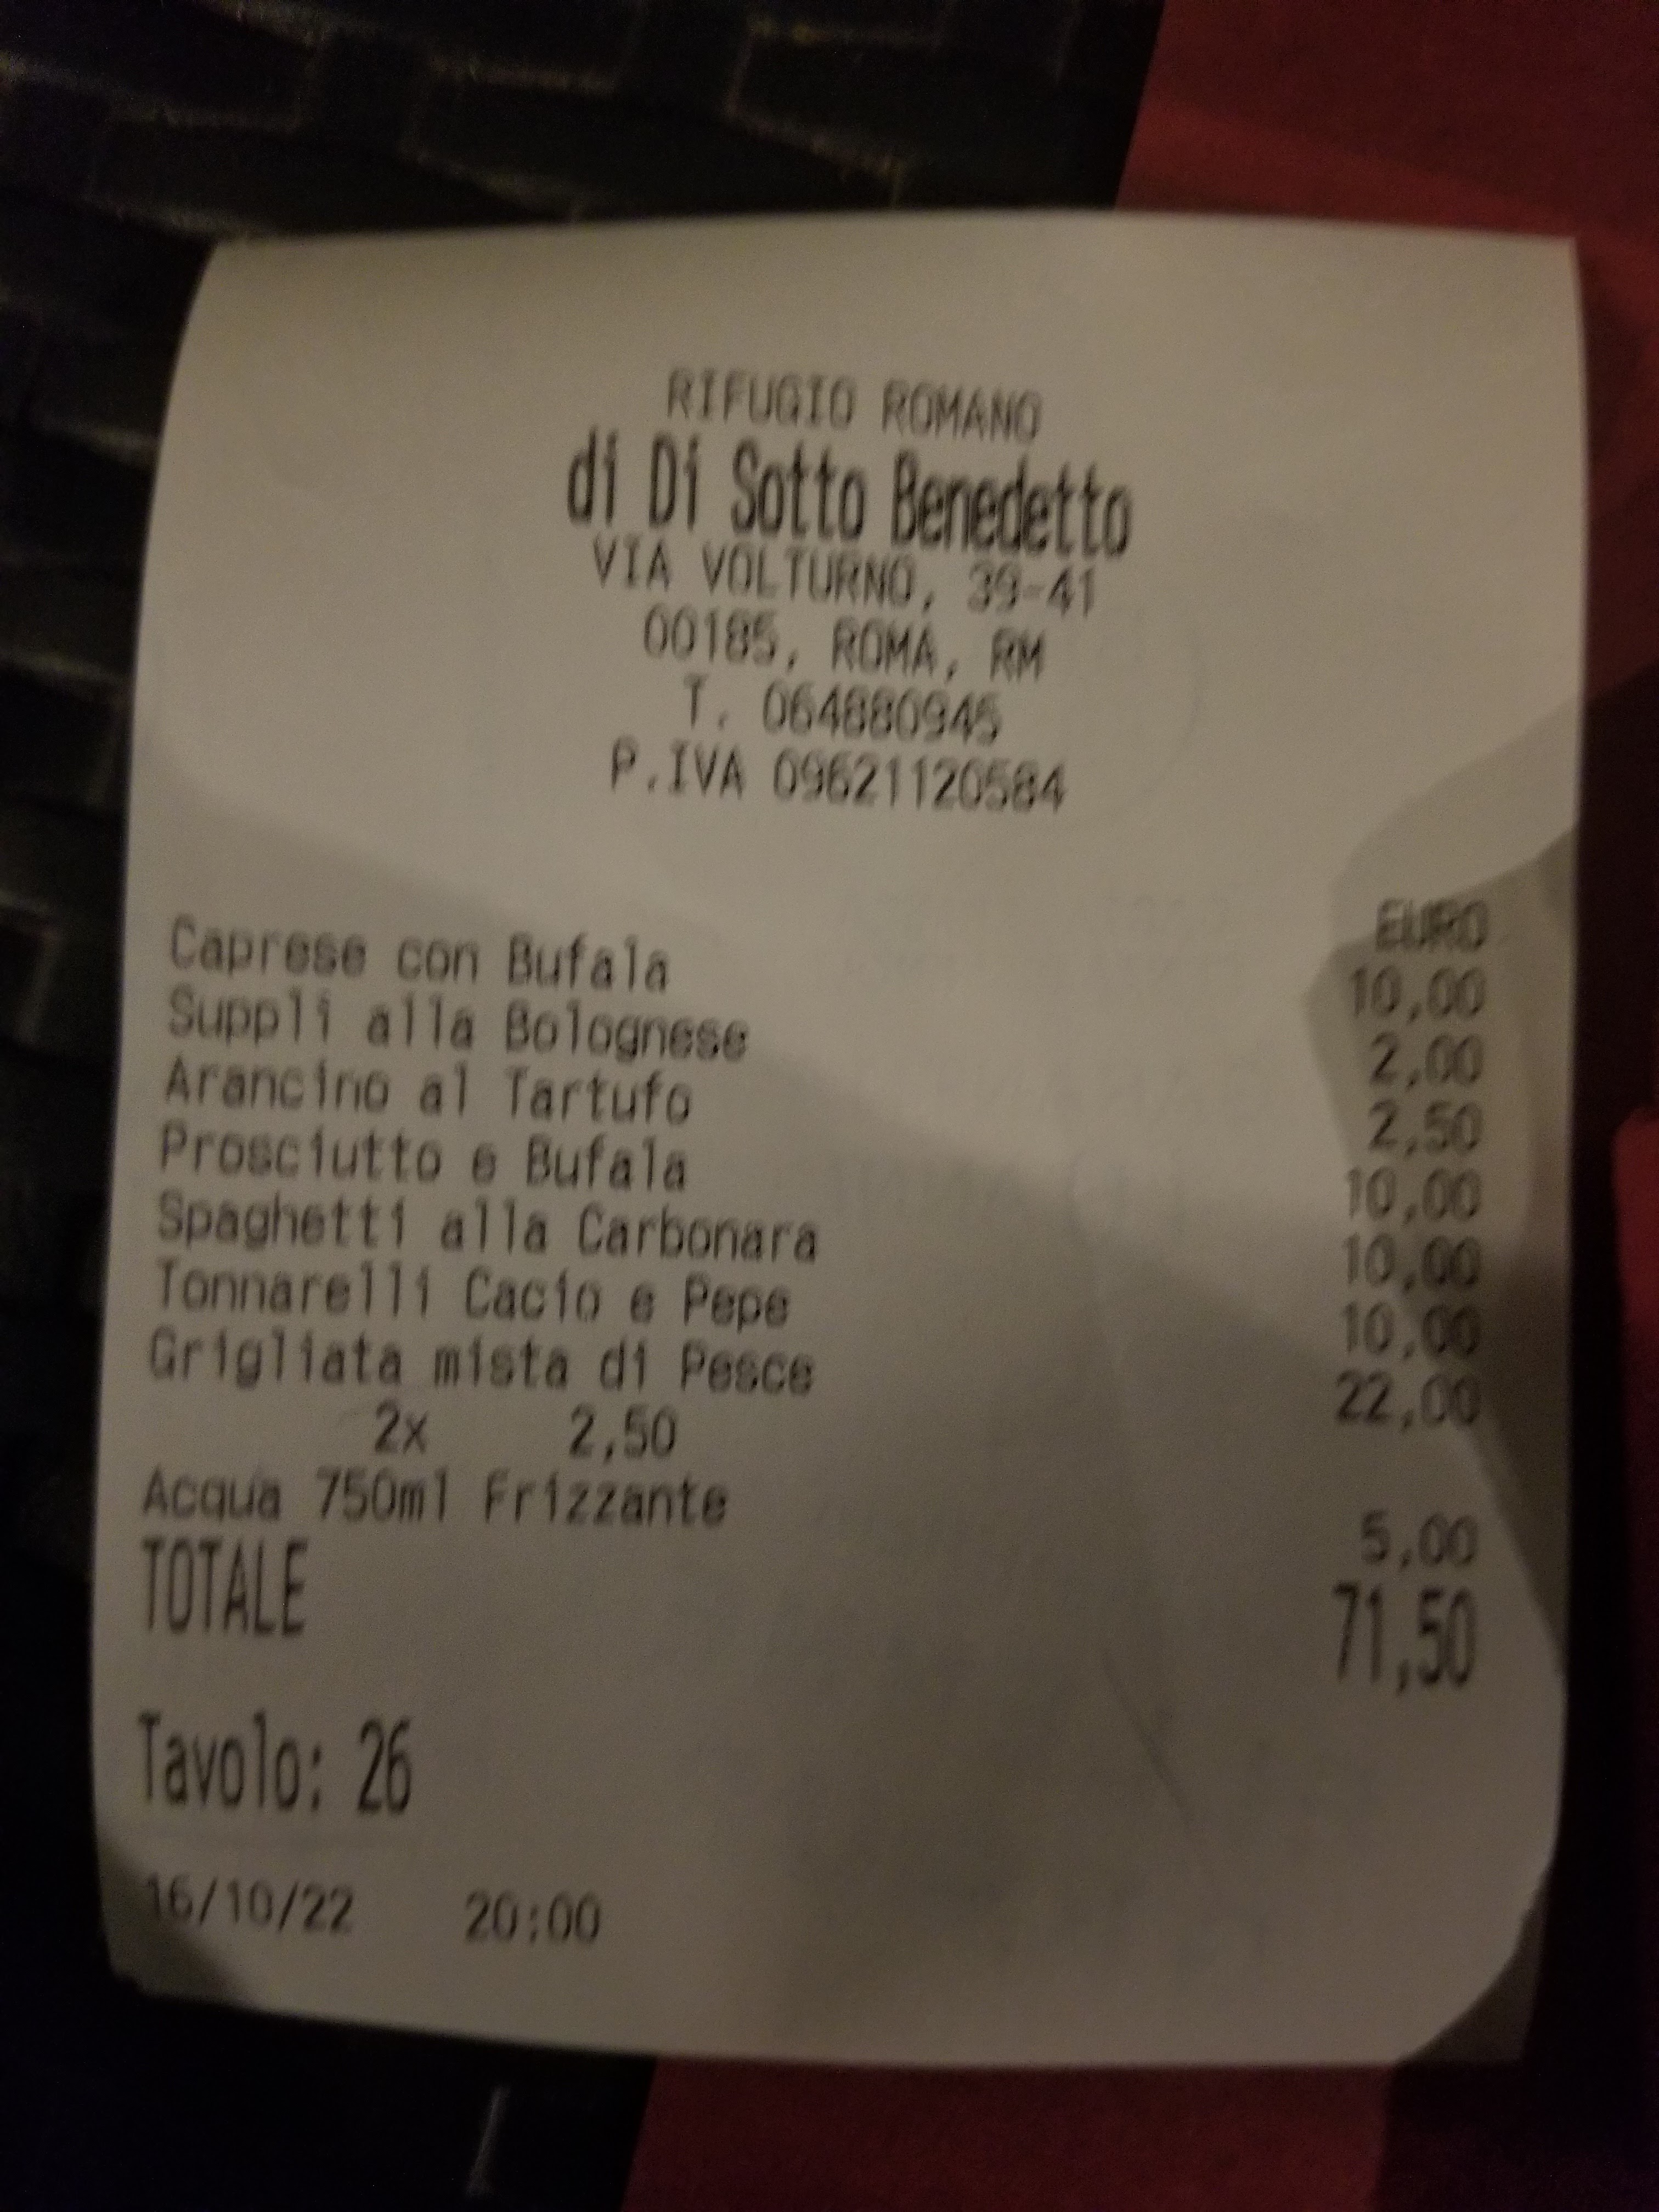 RIFUGIO ROMANO
di Di Sotto Benedetto
VIA VOLTURNO, 39-41
00185, ROMA, RM
T. 064880945
P.IVA 09621120584
EURO
Caprese con Bufala 10,00
Supplì alla Bolognese 2,00
Arancino al Tartufo 2,50
Prosciutto e Bufala 10,00
Spaghetti alla Carbonara 10,00
Tonnarelli Cacio e Pepe 10,00
Grigliata mista di Pesce 22,00
2x 2,50
Acqua 750ml Frizzante 5,00
TOTALE 71,50
Tavolo: 26
16/10/22 20:00